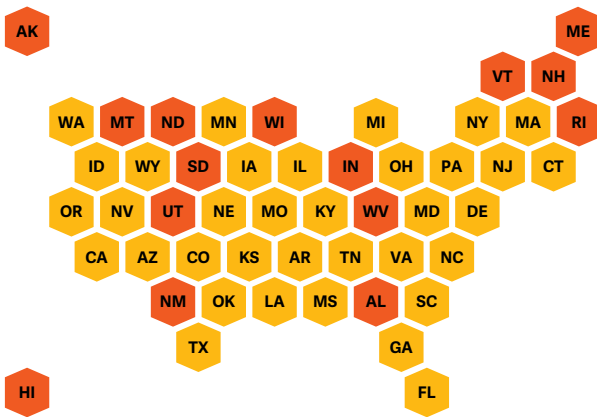 AK ME
VT NH
WA MT ND MN WI MI NY MA RI
ID WY SD IA IL IN OH PA NJ CT
OR NV UT NE MO KY WV MD DE
CA AZ CO KS AR TN VA NC
NM OK LA MS AL SC
TX GA
HI FL